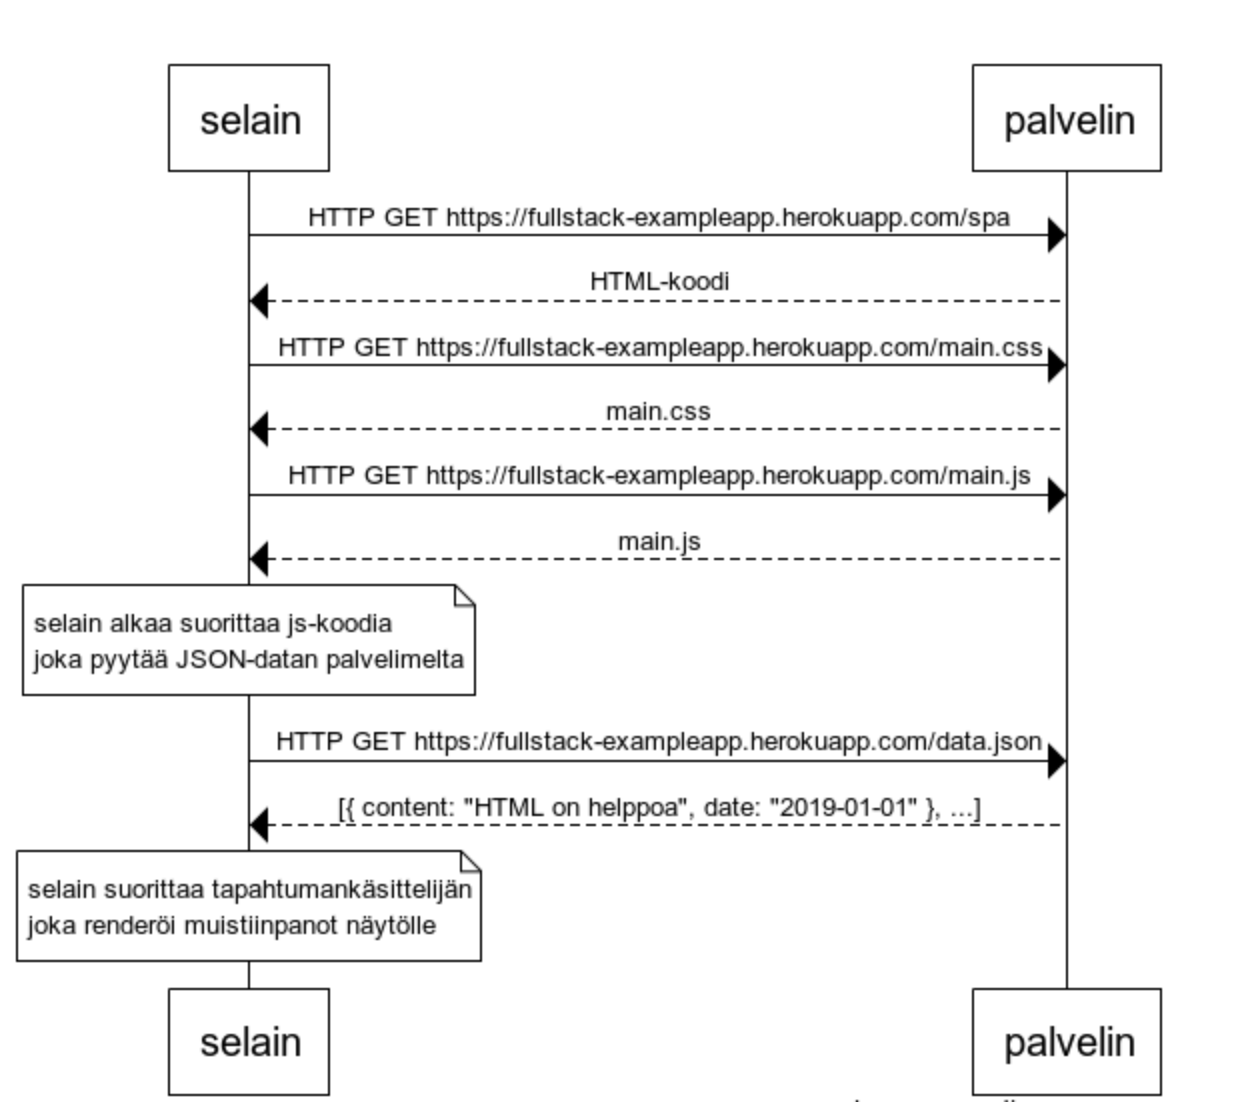 selain
palvelin
HTTP GET https://fullstack-exampleapp.herokuapp.com/spa
HTML-koodi
HTTP GET https://fullstack-exampleapp.herokuapp.com/main.css
main.css
HTTP GET https://fullstack-exampleapp.herokuapp.com/main.js
main.js
selain alkaa suorittaa js-koodia
joka pyytää JSON-datan palvelimelta
HTTP GET https://fullstack-exampleapp.herokuapp.com/data.json
[{ content: "HTML on helppoa", date: "2019-01-01" }, ...]
selain suorittaa tapahtumankäsittelijän
joka renderöi muistiinpanot näytölle
selain
palvelin